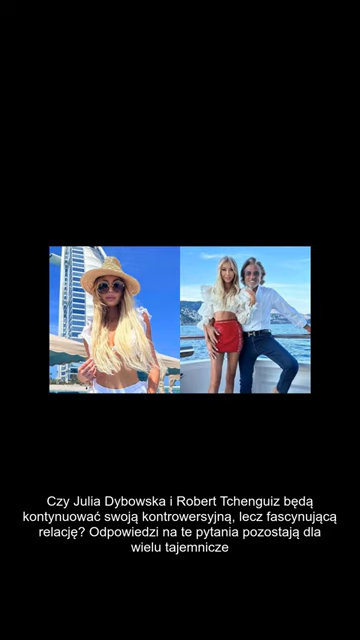 Czy Julia Dybowska i Robert Tchenguiz będą
kontynuować swoją kontrowersyjną, lecz fascynującą
relację? Odpowiedzi na te pytania pozostają dla
wielu tajemnicze